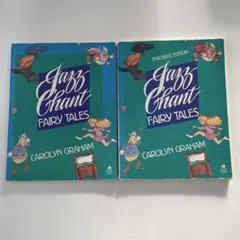 Jazz
Chant
FAIRY TALES
CAROLYN GRAHAM
TEACHER'S EDITION
Jazz
Chant
FAIRY TALES
CAROLYN GRAHAM